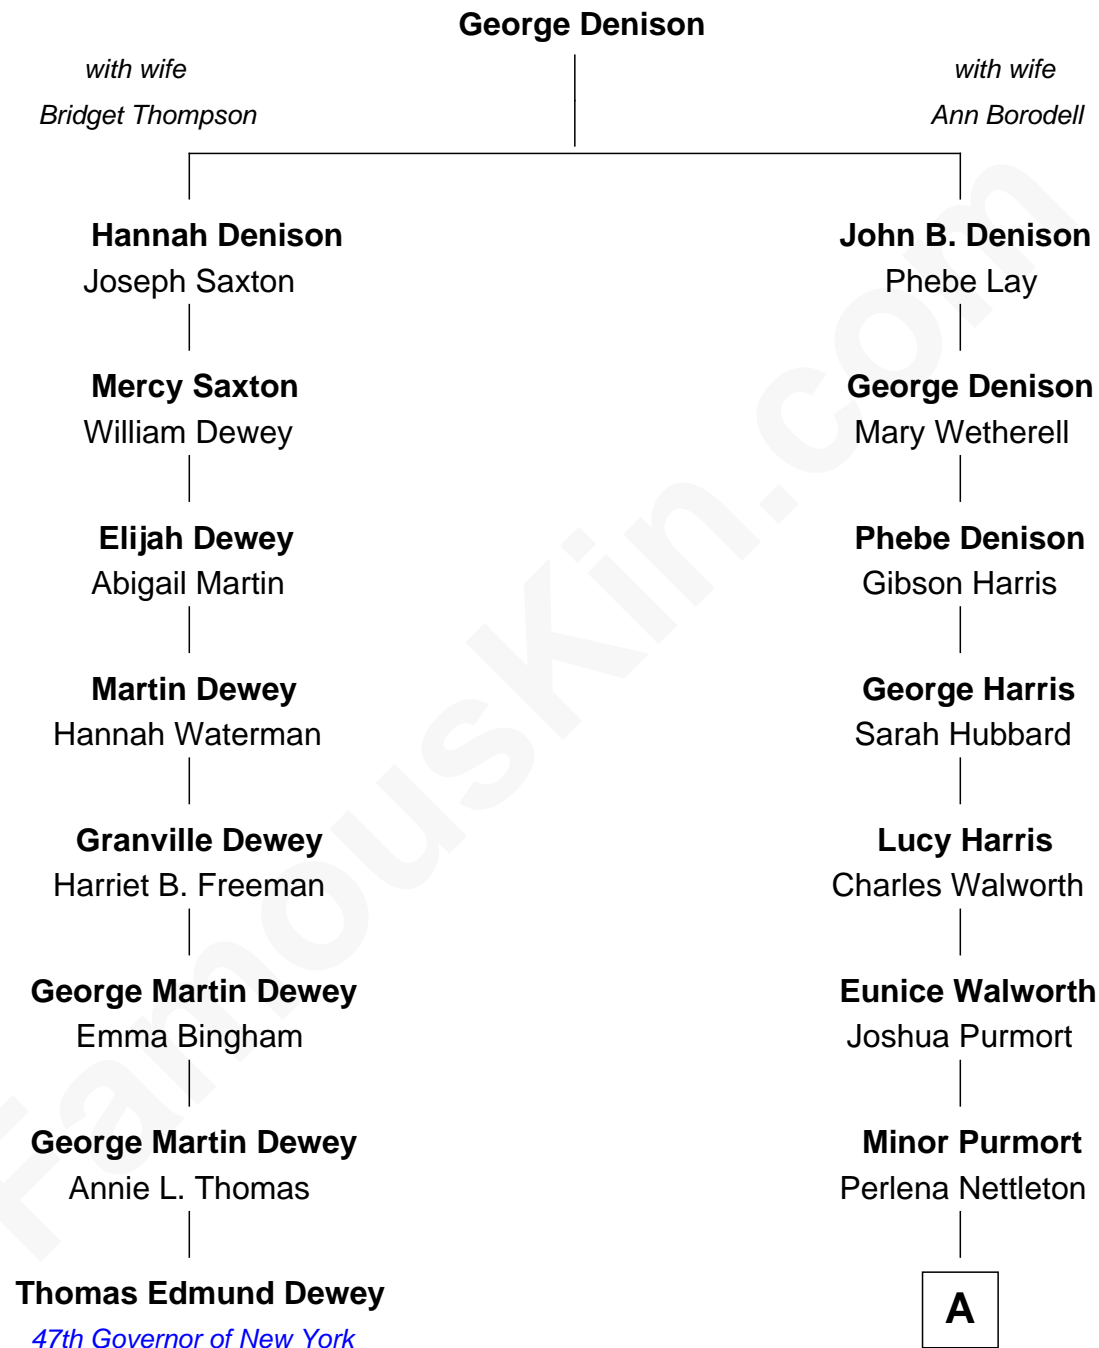 George Denison
with wife
with wife
Bridget Thompson
Ann Borodell
Hannah Denison
John B. Denison
Joseph Saxton
Phebe Lay
Mercy Saxton
George Denison
William Dewey
Mary Wetherell
Elijah Dewey
Phebe Denison
Abigail Martin
Gibson Harris
Martin Dewey
George Harris
Hannah Waterman
Sarah Hubbard
Granville Dewey
Lucy Harris
Harriet B. Freeman
Charles Walworth
George Martin Dewey
Eunice Walworth
Emma Bingham
Joshua Purmort
George Martin Dewey
Minor Purmort
Annie L. Thomas
Perlena Nettleton
Thomas Edmund Dewey
A
47th Governor of New York
FamousKin.com